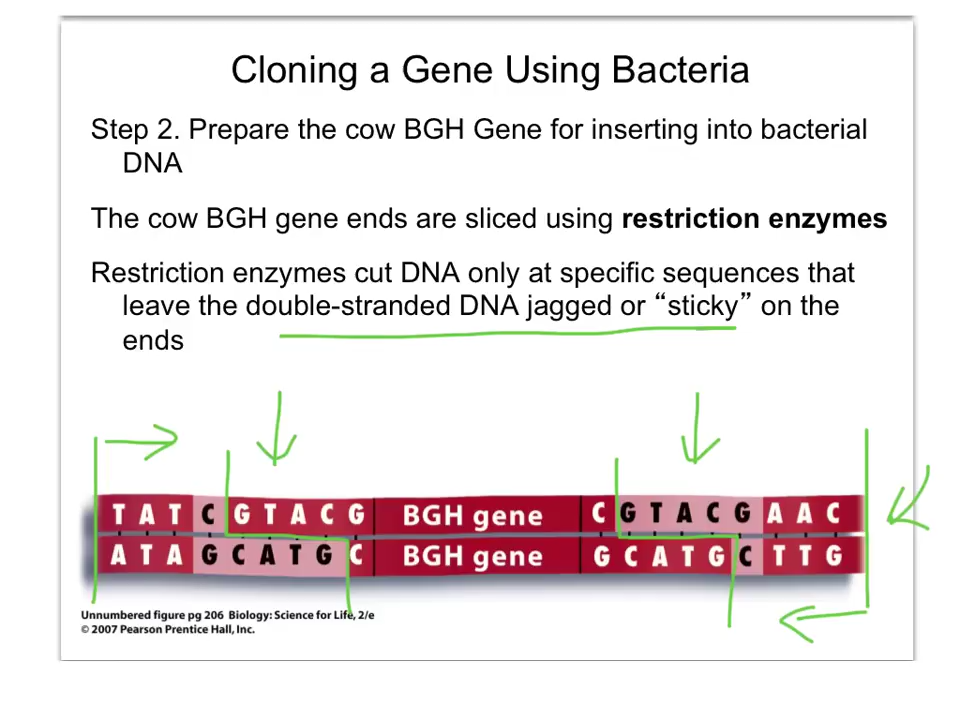 Cloning a Gene Using Bacteria
Step 2. Prepare the cow BGH Gene for inserting into bacterial
DNA
The cow BGH gene ends are sliced using restriction enzymes
Restriction enzymes cut DNA only at specific sequences that
leave the double-stranded DNA jagged or “sticky” on the
ends
T A T C G T A C G BGH gene C G T A C G A A C
A T A G C A T G C BGH gene G C A T G C T T G
Unnumbered figure pg 206 Biology: Science for Life, 2/e
© 2007 Pearson Prentice Hall, Inc.